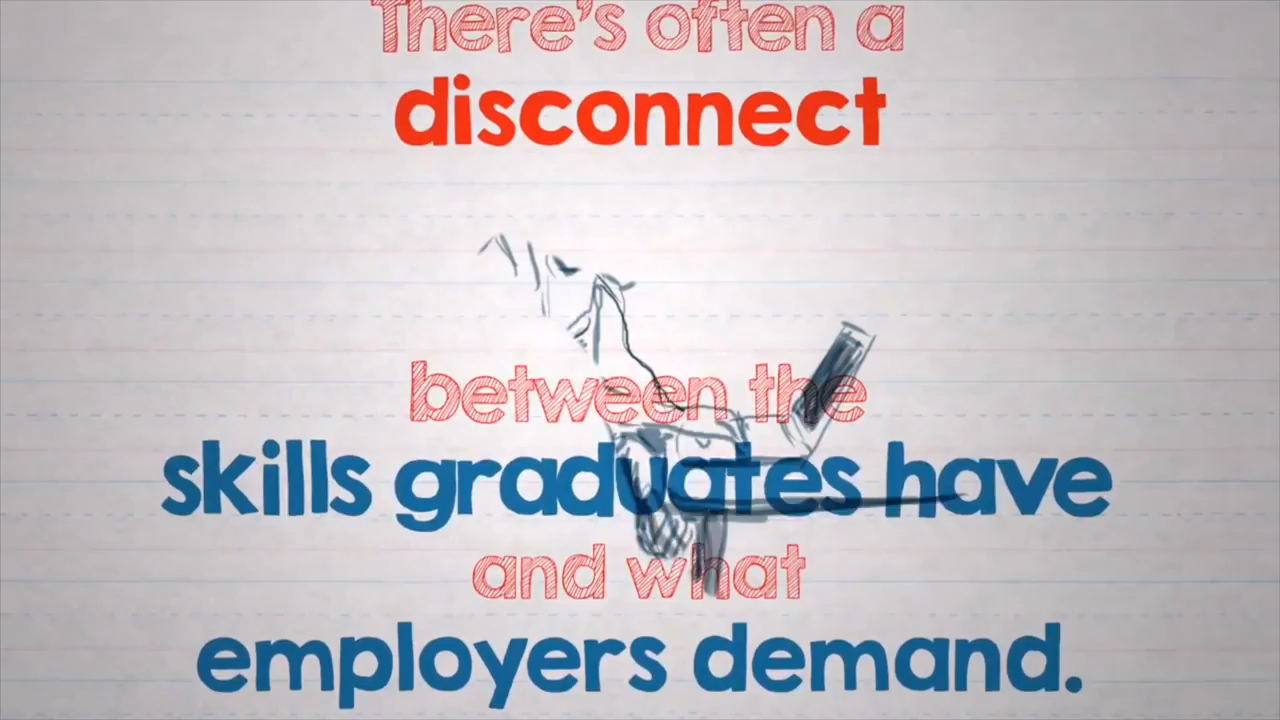 There's often a
disconnect
between the
skills graduates have
and what
employers demand.